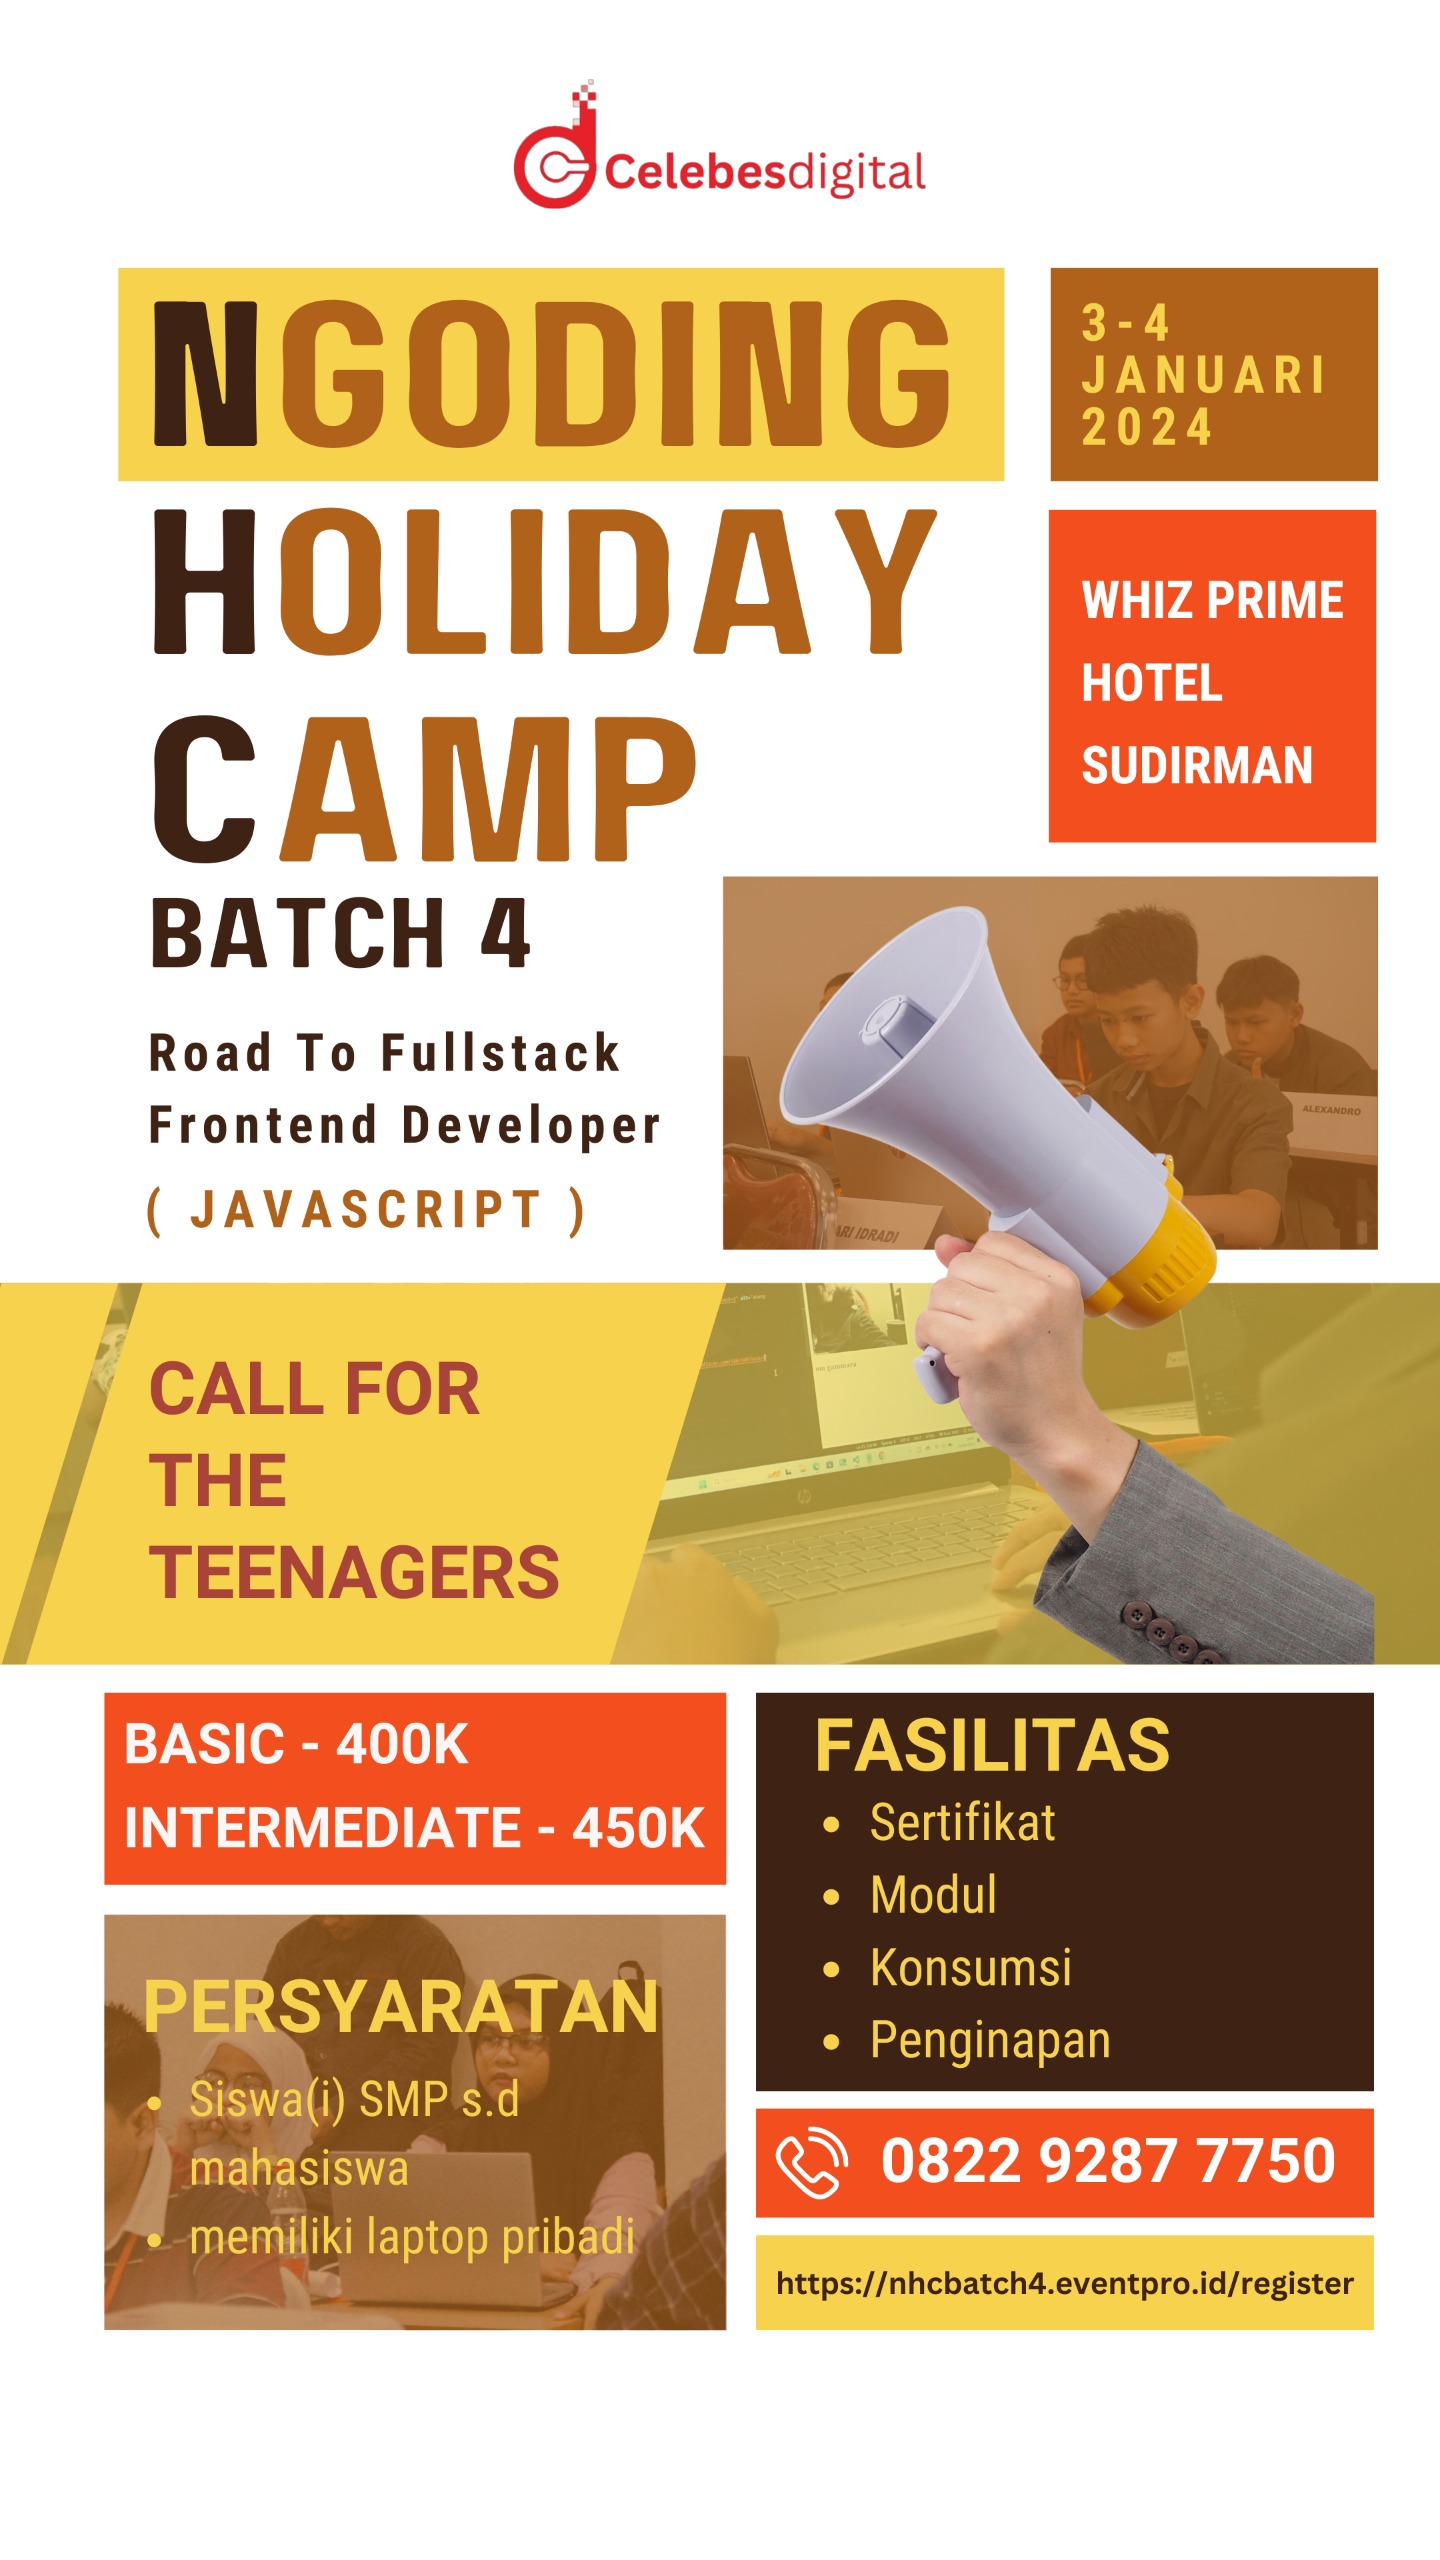 Celebesdigital
NGODING
HOLIDAY
CAMP
BATCH 4
Road To Fullstack
Frontend Developer
( JAVASCRIPT )
3-4
JANUARI
2024
WHIZ PRIME
HOTEL
SUDIRMAN
ALEXANDRO
ARI IDRADI
CALL FOR
THE
TEENAGERS
BASIC - 400K
INTERMEDIATE - 450K
PERSYARATAN
• Siswa(i) SMP s.d
mahasiswa
• memiliki laptop pribadi
FASILITAS
• Sertifikat
• Modul
• Konsumsi
• Penginapan
0822 9287 7750
https://nhcbatch4.eventpro.id/register